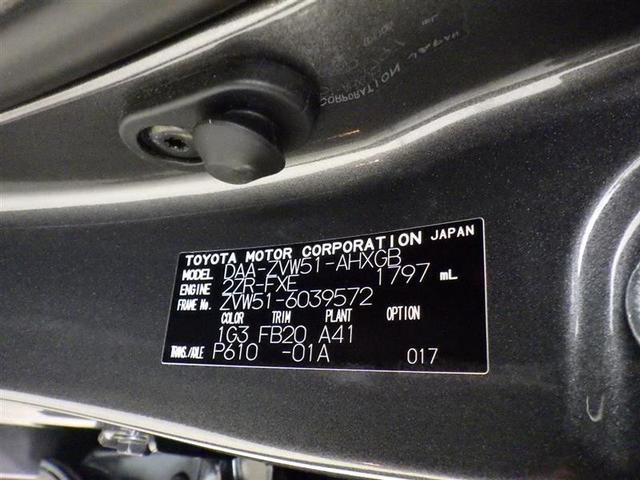 TOYOTA MOTOR CORPORATION JAPAN
MODEL DAA-ZVW51-AHXGB
ENGINE 2ZR-FXE 1797 mL
FRAME No. ZVW51-6039572
COLOR TRIM PLANT OPTION
1G3 FB20 A41
TRANS./AXLE P610 -01A 017